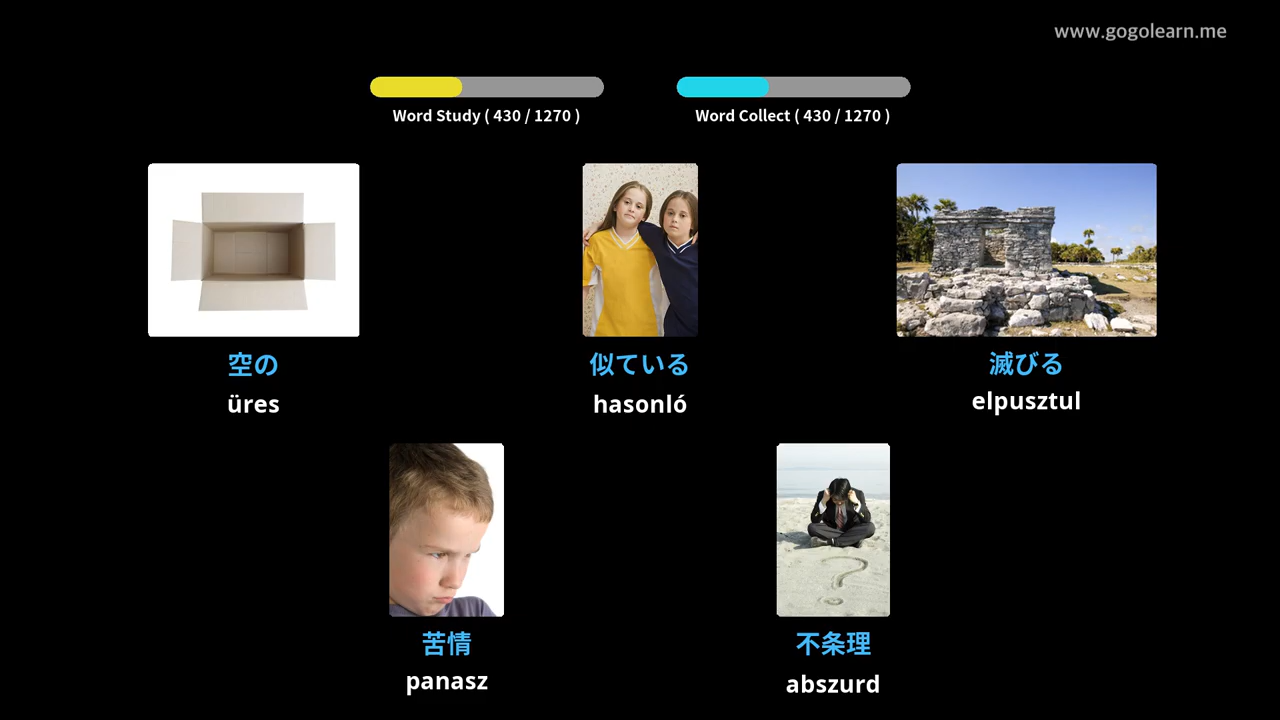 www.gogolearn.me
Word Study ( 430 / 1270 )
Word Collect ( 430 / 1270 )
空の
üres
似ている
hasonló
滅びる
elpusztul
苦情
panasz
不条理
abszurd